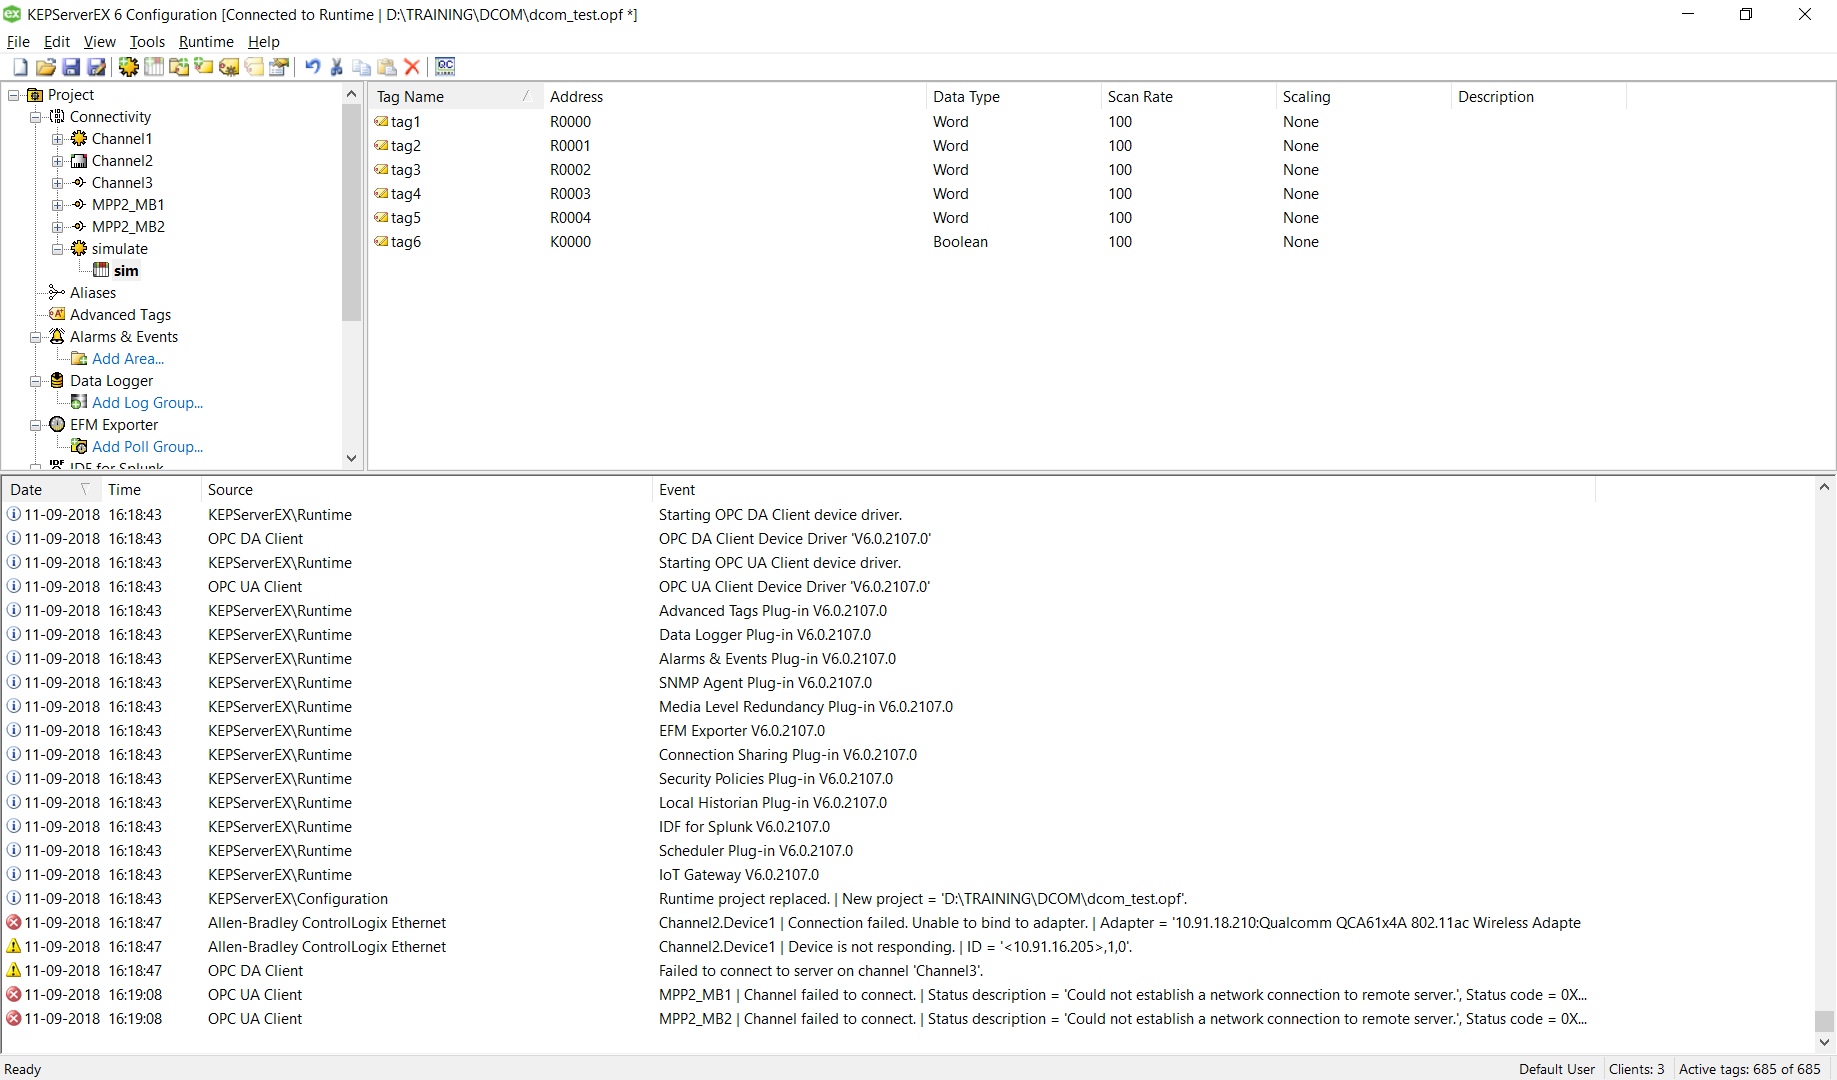 KEPServerEX 6 Configuration [Connected to Runtime | D:\TRAINING\DCOM\dcom_test.opf *]
File Edit View Tools Runtime Help
Project
Connectivity
Channel1
Channel2
Channel3
MPP2_MB1
MPP2_MB2
simulate
sim
Aliases
Advanced Tags
Alarms & Events
Add Area...
Data Logger
Add Log Group...
EFM Exporter
Add Poll Group...
IDF for Splunk
Tag Name Address Data Type Scan Rate Scaling Description
tag1 R0000 Word 100 None
tag2 R0001 Word 100 None
tag3 R0002 Word 100 None
tag4 R0003 Word 100 None
tag5 R0004 Word 100 None
tag6 K0000 Boolean 100 None
Date Time Source Event
11-09-2018 16:18:43 KEPServerEX\Runtime Starting OPC DA Client device driver.
11-09-2018 16:18:43 OPC DA Client OPC DA Client Device Driver 'V6.0.2107.0'
11-09-2018 16:18:43 KEPServerEX\Runtime Starting OPC UA Client device driver.
11-09-2018 16:18:43 OPC UA Client OPC UA Client Device Driver 'V6.0.2107.0'
11-09-2018 16:18:43 KEPServerEX\Runtime Advanced Tags Plug-in V6.0.2107.0
11-09-2018 16:18:43 KEPServerEX\Runtime Data Logger Plug-in V6.0.2107.0
11-09-2018 16:18:43 KEPServerEX\Runtime Alarms & Events Plug-in V6.0.2107.0
11-09-2018 16:18:43 KEPServerEX\Runtime SNMP Agent Plug-in V6.0.2107.0
11-09-2018 16:18:43 KEPServerEX\Runtime Media Level Redundancy Plug-in V6.0.2107.0
11-09-2018 16:18:43 KEPServerEX\Runtime EFM Exporter V6.0.2107.0
11-09-2018 16:18:43 KEPServerEX\Runtime Connection Sharing Plug-in V6.0.2107.0
11-09-2018 16:18:43 KEPServerEX\Runtime Security Policies Plug-in V6.0.2107.0
11-09-2018 16:18:43 KEPServerEX\Runtime Local Historian Plug-in V6.0.2107.0
11-09-2018 16:18:43 KEPServerEX\Runtime IDF for Splunk V6.0.2107.0
11-09-2018 16:18:43 KEPServerEX\Runtime Scheduler Plug-in V6.0.2107.0
11-09-2018 16:18:43 KEPServerEX\Runtime IoT Gateway V6.0.2107.0
11-09-2018 16:18:43 KEPServerEX\Configuration Runtime project replaced. | New project = 'D:\TRAINING\DCOM\dcom_test.opf'.
11-09-2018 16:18:47 Allen-Bradley ControlLogix Ethernet Channel2.Device1 | Connection failed. Unable to bind to adapter. | Adapter = '10.91.18.210:Qualcomm QCA61x4A 802.11ac Wireless Adapte
11-09-2018 16:18:47 Allen-Bradley ControlLogix Ethernet Channel2.Device1 | Device is not responding. | ID = '<10.91.16.205>,1,0'.
11-09-2018 16:18:47 OPC DA Client Failed to connect to server on channel 'Channel3'.
11-09-2018 16:19:08 OPC UA Client MPP2_MB1 | Channel failed to connect. | Status description = 'Could not establish a network connection to remote server.', Status code = 0X...
11-09-2018 16:19:08 OPC UA Client MPP2_MB2 | Channel failed to connect. | Status description = 'Could not establish a network connection to remote server.', Status code = 0X...
Ready Default User Clients: 3 Active tags: 685 of 685